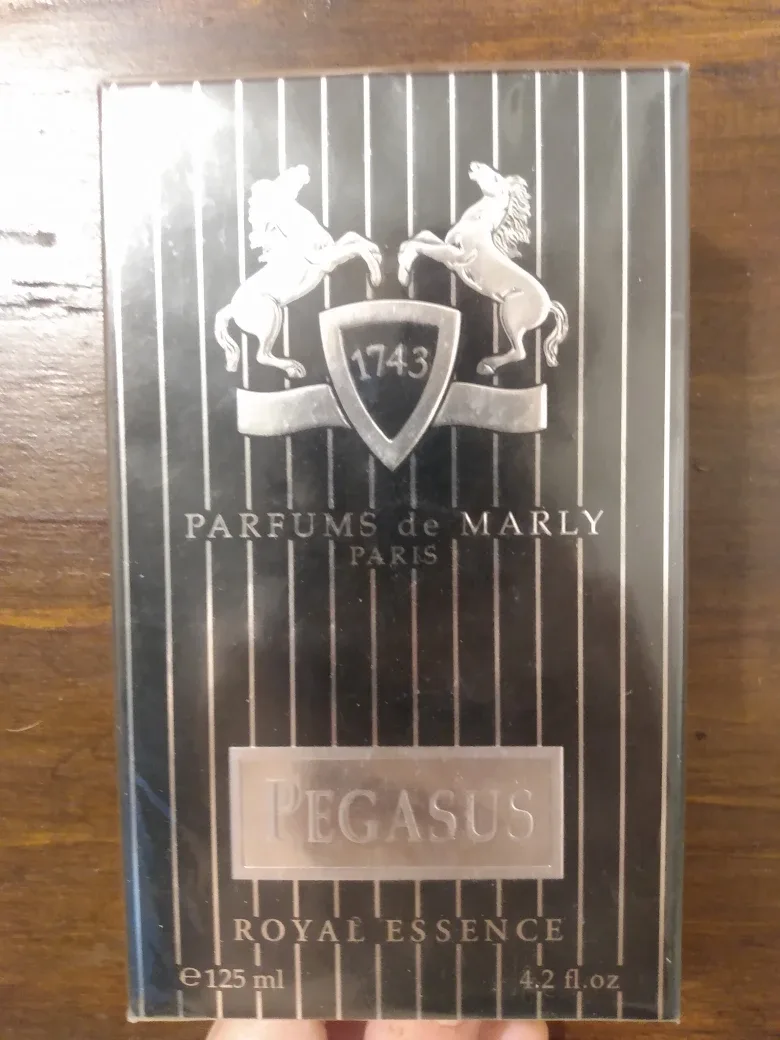 1743
PARFUMS de MARLY
PARIS
PEGASUS
ROYAL ESSENCE
℮125 ml 4.2 fl.oz